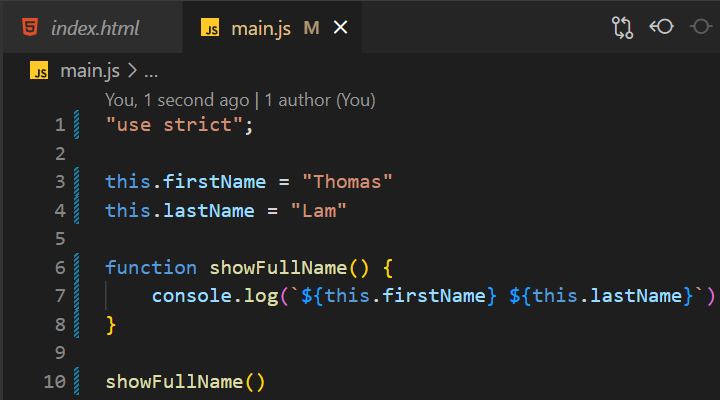 index.html main.js M
JS main.js > ...
You, 1 second ago | 1 author (You)
1 "use strict";
2
3 this.firstName = "Thomas"
4 this.lastName = "Lam"
5
6 function showFullName() {
7 console.log(`${this.firstName} ${this.lastName}`)
8 }
9
10 showFullName()